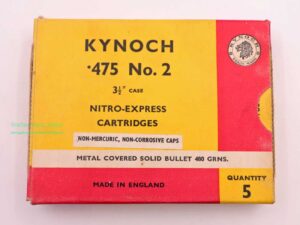 KYNOCH
·475 No. 2
3½" CASE
NITRO-EXPRESS
CARTRIDGES
NON-MERCURIC, NON-CORROSIVE CAPS
METAL COVERED SOLID BULLET 480 GRNS.
MADE IN ENGLAND
QUANTITY
5